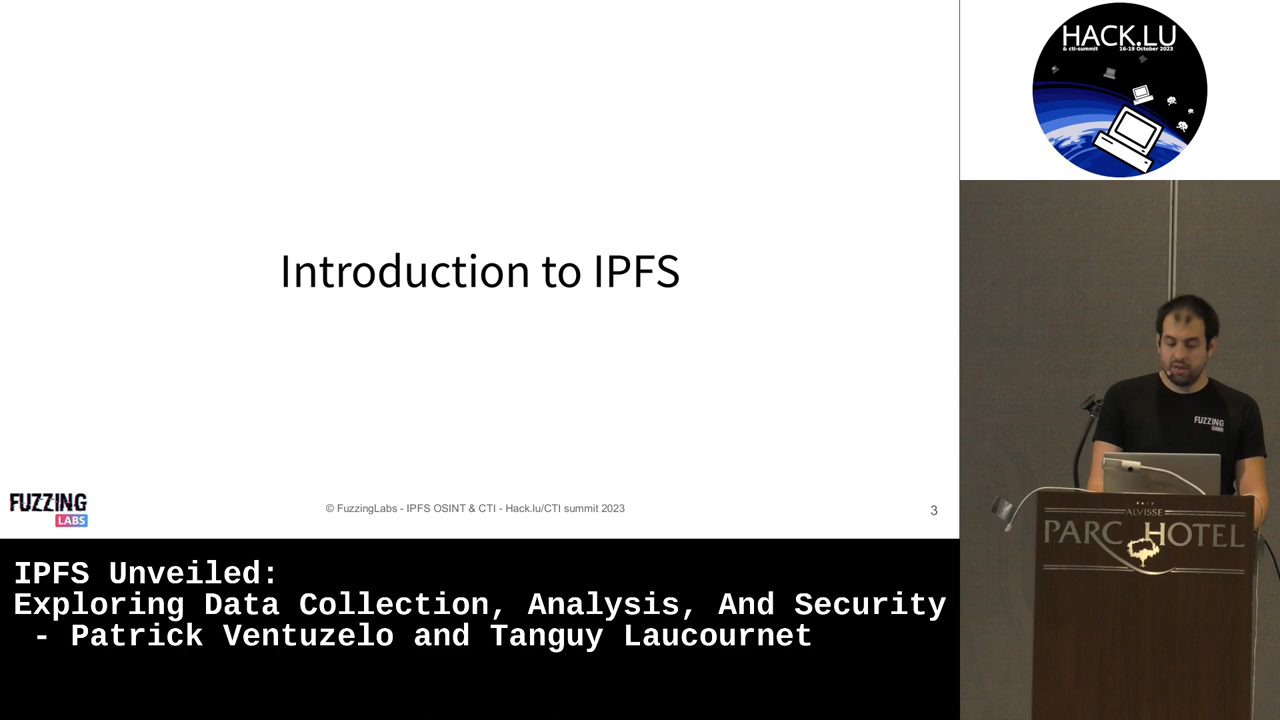 Introduction to IPFS
FUZZING
LABS
© FuzzingLabs - IPFS OSINT & CTI - Hack.lu/CTI summit 2023
3
IPFS Unveiled:
Exploring Data Collection, Analysis, And Security
- Patrick Ventuzelo and Tanguy Laucournet
HACK.LU
& cti-summit 16-19 October 2023
FUZZING
LABS
ALVISSE
PARC HOTEL